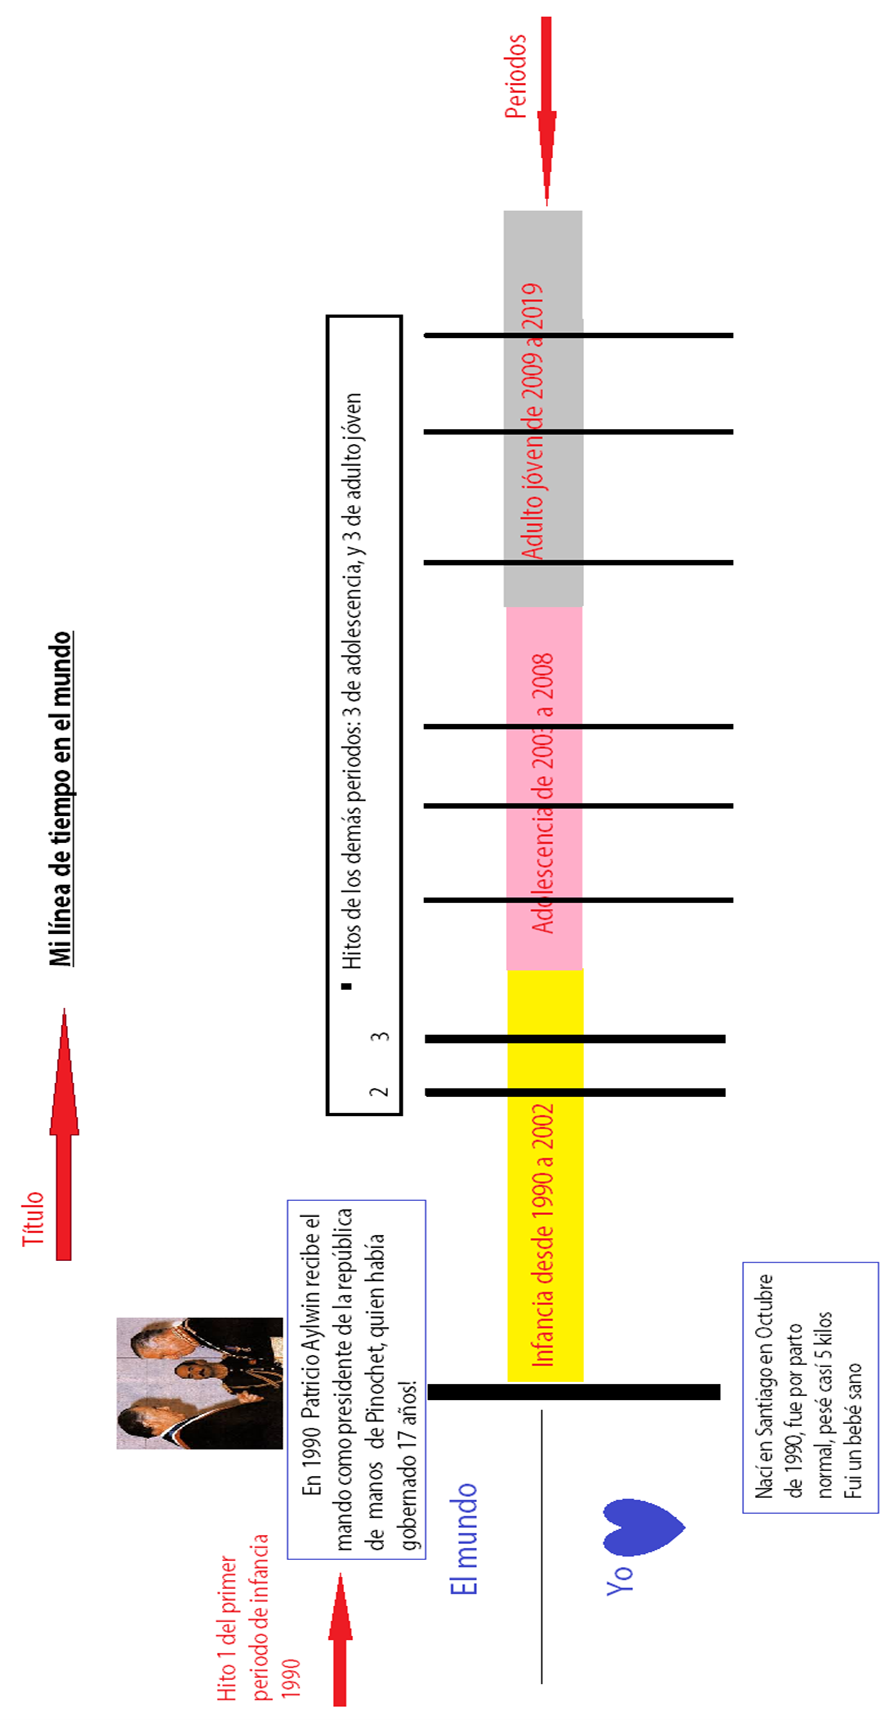 Título
Mi línea de tiempo en el mundo
Hito 1 del primer
periodo de infancia
1990
En 1990 Patricio Aylwin recibe el
mando como presidente de la república
de manos de Pinochet, quien había
gobernado 17 años!
2 3
▪ Hitos de los demás periodos: 3 de adolescencia, y 3 de adulto jóven
El mundo
Periodos
Infancia desde 1990 a 2002
Adolescencia de 2003 a 2008
Adulto jóven de 2009 a 2019
Yo
Nací en Santiago en Octubre
de 1990, fue por parto
normal, pesé casí 5 kilos
Fui un bebé sano